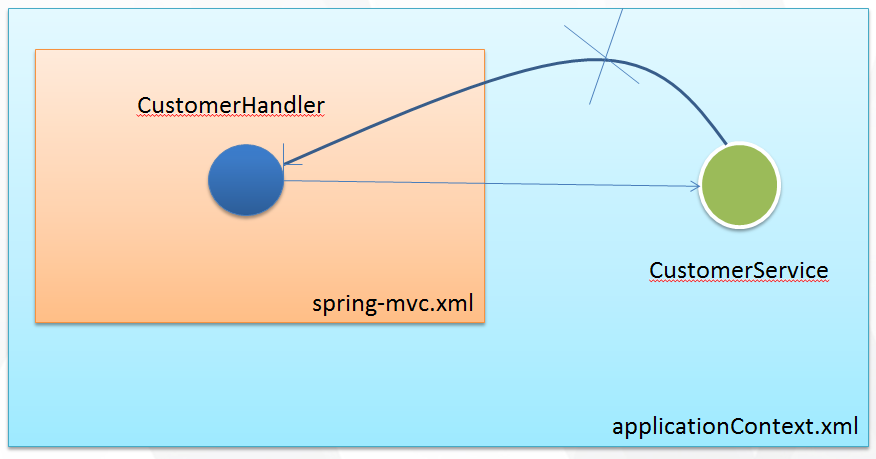 CustomerHandler
CustomerService
spring-mvc.xml
applicationContext.xml